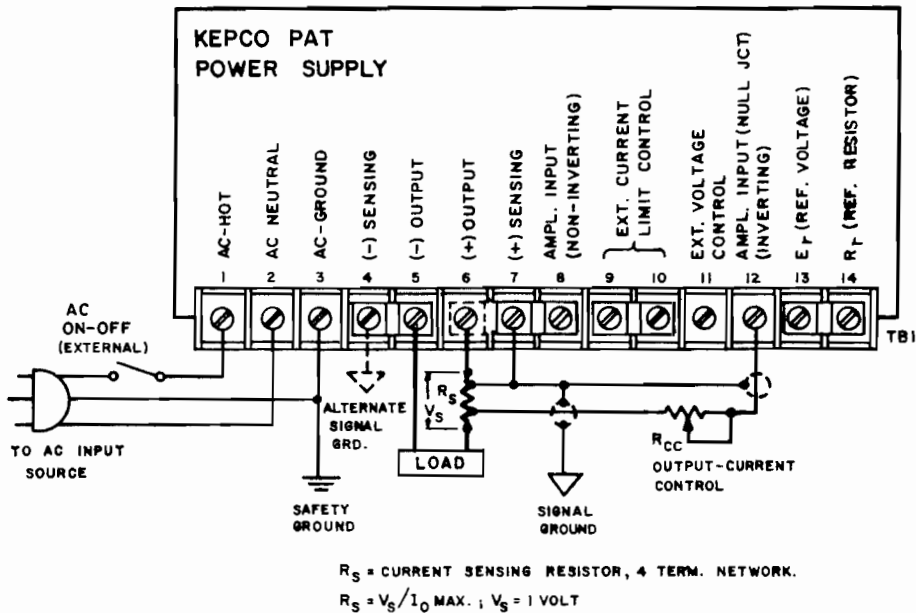 KEPCO PAT
POWER SUPPLY
AC-HOT
AC NEUTRAL
AC-GROUND
(-) SENSING
(-) OUTPUT
(+) OUTPUT
(+) SENSING
AMPL. INPUT
(NON-INVERTING)
EXT. CURRENT
LIMIT CONTROL
EXT. VOLTAGE
CONTROL
AMPL. INPUT (NULL JCT)
(INVERTING)
Er (REF. VOLTAGE)
Rr (REF. RESISTOR)
1 2 3 4 5 6 7 8 9 10 11 12 13 14
TB1
AC
ON-OFF
(EXTERNAL)
TO AC INPUT
SOURCE
SAFETY
GROUND
ALTERNATE
SIGNAL
GRD.
VS
RS
LOAD
SIGNAL
GROUND
RCC
OUTPUT-CURRENT
CONTROL
RS = CURRENT SENSING RESISTOR, 4 TERM. NETWORK.
RS = VS/IO MAX. ; VS = 1 VOLT